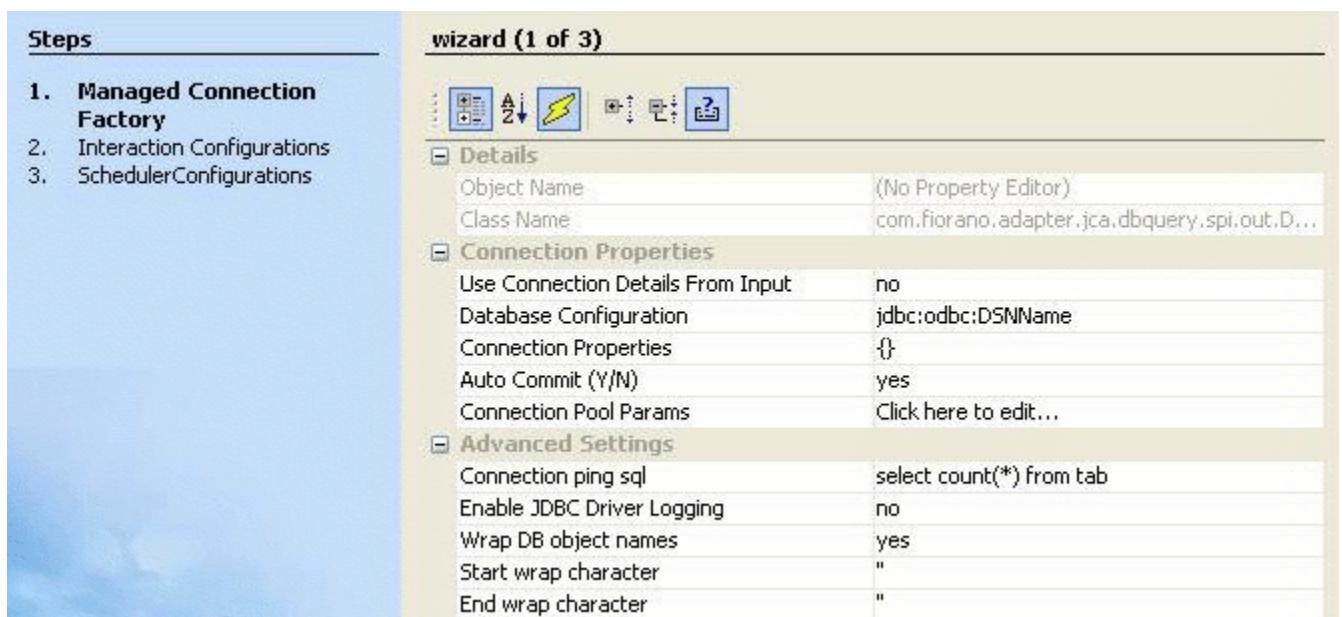 Steps
1. Managed Connection
Factory
2. Interaction Configurations
3. SchedulerConfigurations
wizard (1 of 3)
Details
Object Name (No Property Editor)
Class Name com.fiorano.adapter.jca.dbquery.spi.out.D...
Connection Properties
Use Connection Details From Input no
Database Configuration jdbc:odbc:DSNName
Connection Properties {}
Auto Commit (Y/N) yes
Connection Pool Params Click here to edit...
Advanced Settings
Connection ping sql select count(*) from tab
Enable JDBC Driver Logging no
Wrap DB object names yes
Start wrap character "
End wrap character "